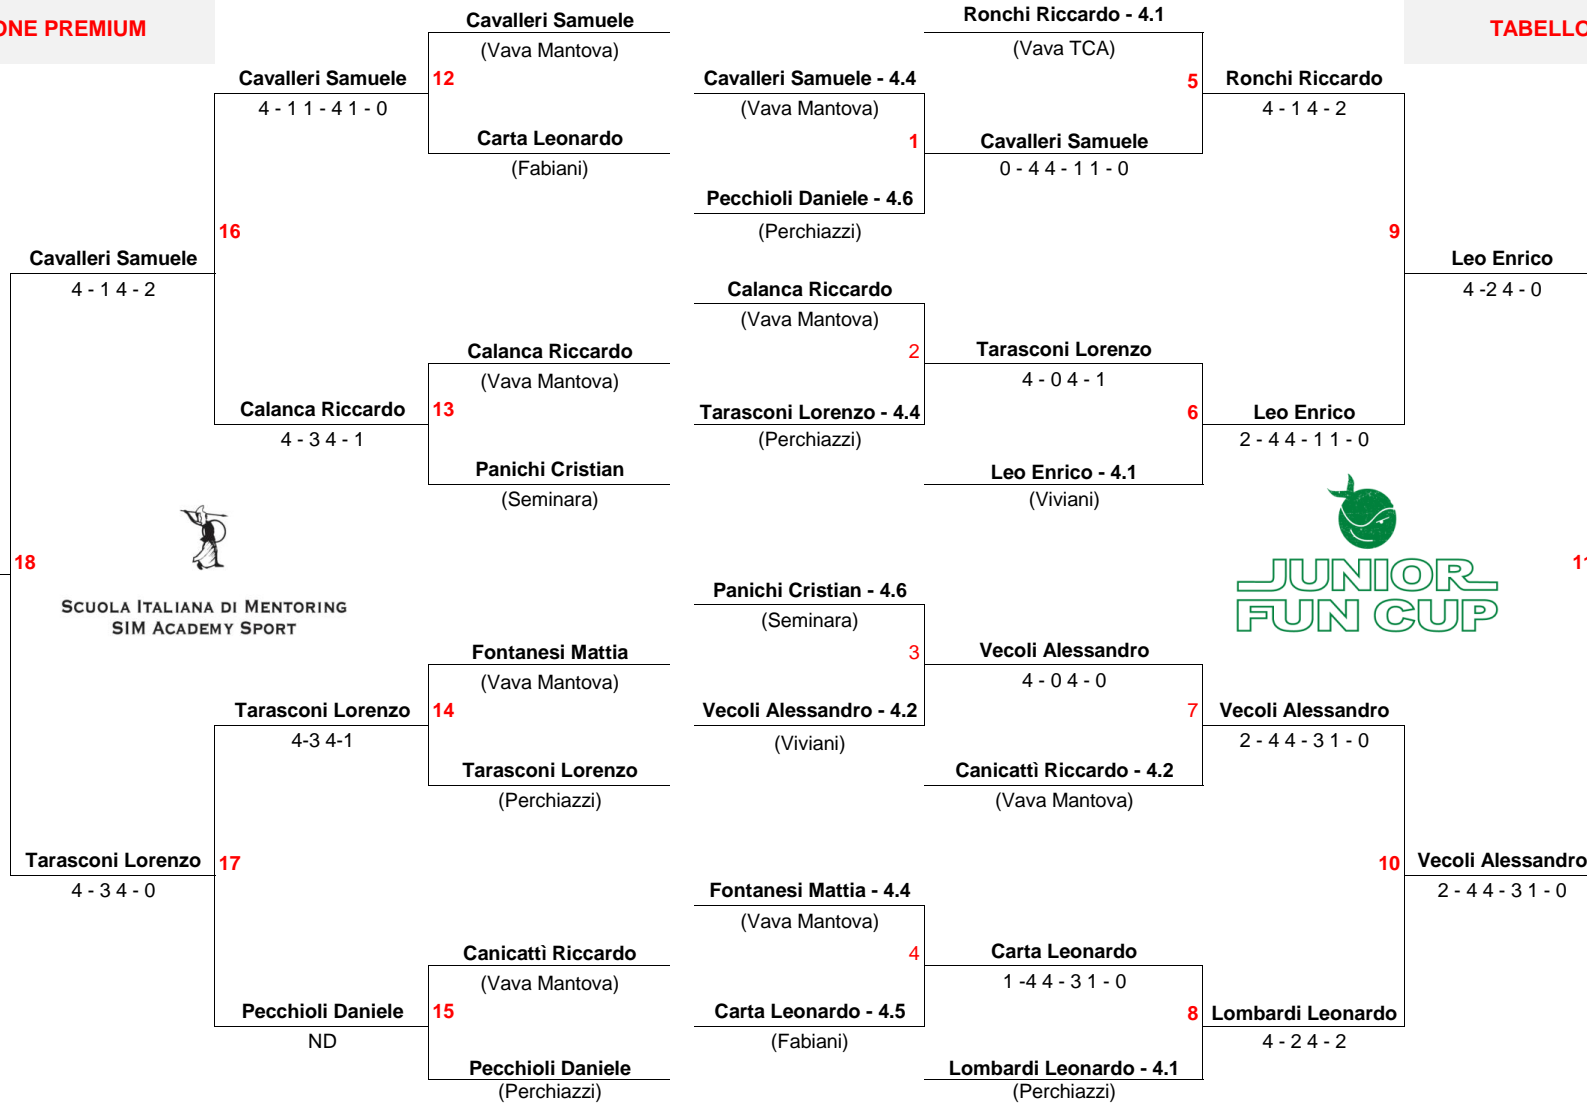 ONE PREMIUM
Cavalleri Samuele
(Vava Mantova)
Ronchi Riccardo - 4.1
(Vava TCA)
TABELLO
Cavalleri Samuele
4 - 1 1 - 4 1 - 0
12
Cavalleri Samuele - 4.4
(Vava Mantova)
5
Ronchi Riccardo
4 - 1 4 - 2
Carta Leonardo
(Fabiani)
1
Cavalleri Samuele
0 - 4 4 - 1 1 - 0
Pecchioli Daniele - 4.6
(Perchiazzi)
16
9
Cavalleri Samuele
4 - 1 4 - 2
Leo Enrico
4 -2 4 - 0
Calanca Riccardo
(Vava Mantova)
Calanca Riccardo
(Vava Mantova)
2
Tarasconi Lorenzo
4 - 0 4 - 1
Calanca Riccardo
4 - 3 4 - 1
13
Tarasconi Lorenzo - 4.4
(Perchiazzi)
6
Leo Enrico
2 - 4 4 - 1 1 - 0
Panichi Cristian
(Seminara)
Leo Enrico - 4.1
(Viviani)
18
SCUOLA ITALIANA DI MENTORING
SIM ACADEMY SPORT
JUNIOR
FUN CUP
11
Panichi Cristian - 4.6
(Seminara)
Fontanesi Mattia
(Vava Mantova)
3
Vecoli Alessandro
4 - 0 4 - 0
Tarasconi Lorenzo
4-3 4-1
14
Vecoli Alessandro - 4.2
(Viviani)
7
Vecoli Alessandro
2 - 4 4 - 3 1 - 0
Tarasconi Lorenzo
(Perchiazzi)
Canicattì Riccardo - 4.2
(Vava Mantova)
Tarasconi Lorenzo
4 - 3 4 - 0
17
10
Vecoli Alessandro
2 - 4 4 - 3 1 - 0
Fontanesi Mattia - 4.4
(Vava Mantova)
Canicattì Riccardo
(Vava Mantova)
4
Carta Leonardo
1 -4 4 - 3 1 - 0
Pecchioli Daniele
ND
15
Carta Leonardo - 4.5
(Fabiani)
8
Lombardi Leonardo
4 - 2 4 - 2
Pecchioli Daniele
(Perchiazzi)
Lombardi Leonardo - 4.1
(Perchiazzi)